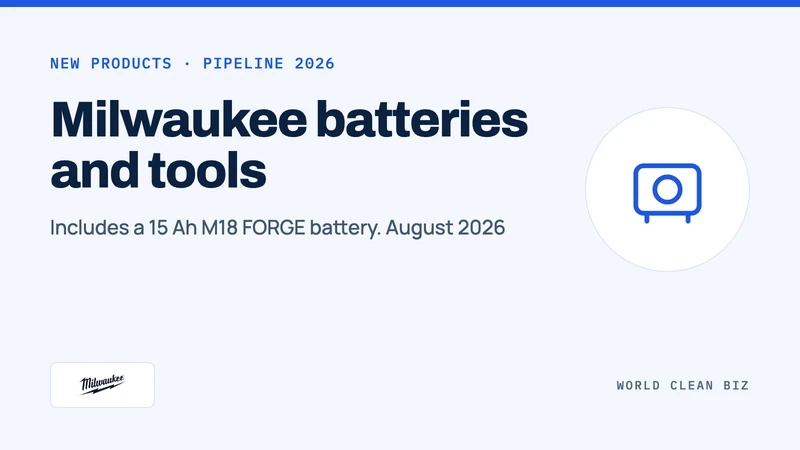 NEW PRODUCTS · PIPELINE 2026
Milwaukee batteries
and tools
Includes a 15 Ah M18 FORGE battery. August 2026
Milwaukee
WORLD CLEAN BIZ